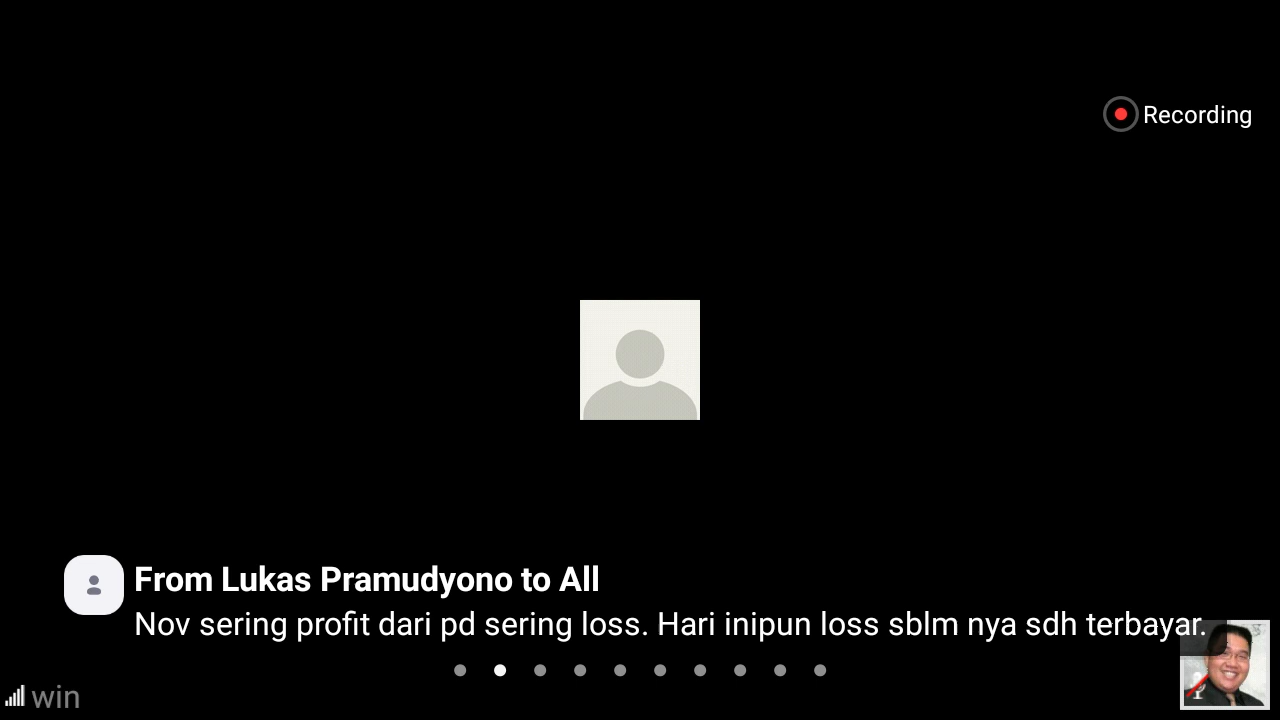 Recording
From Lukas Pramudyono to All
Nov sering profit dari pd sering loss. Hari inipun loss sblm nya sdh terbayar.
win